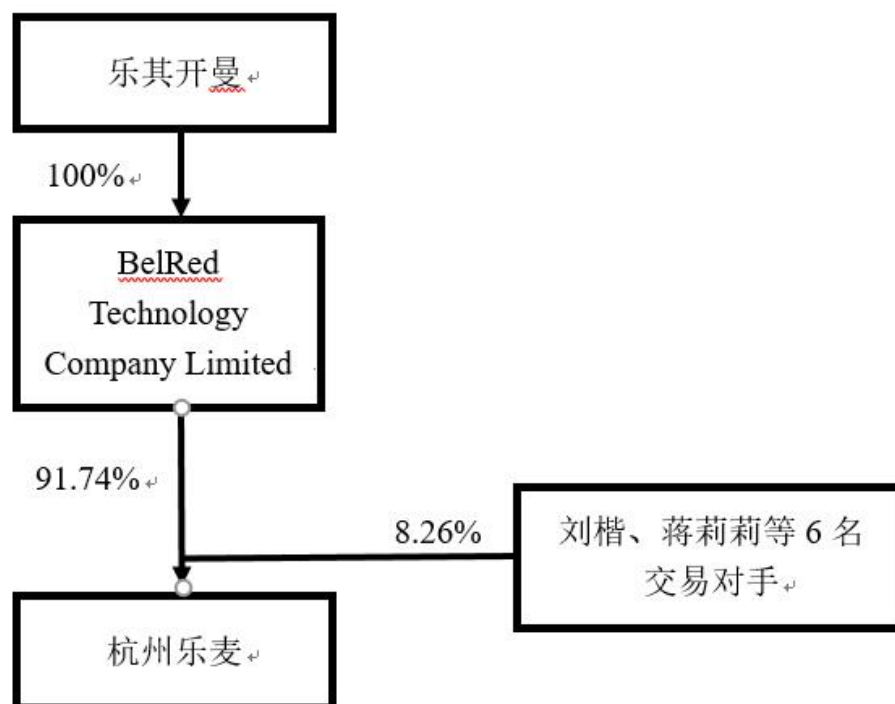 乐其开曼
100%
BelRed
Technology
Company Limited
91.74%
8.26%
刘楷、蒋莉莉等 6 名
交易对手
杭州乐麦